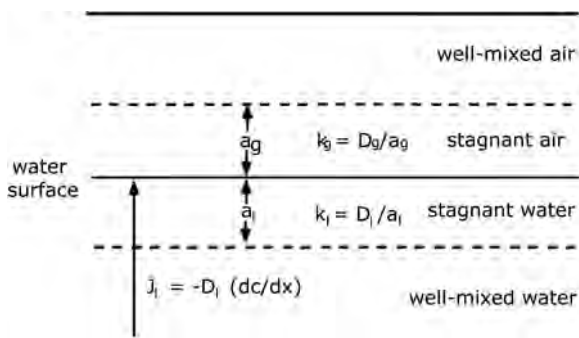 well-mixed air
a_g
k_g = D_g/a_g
stagnant air
water
surface
a_l
k_l = D_l/a_l
stagnant water
J_l = -D_l (dc/dx)
well-mixed water